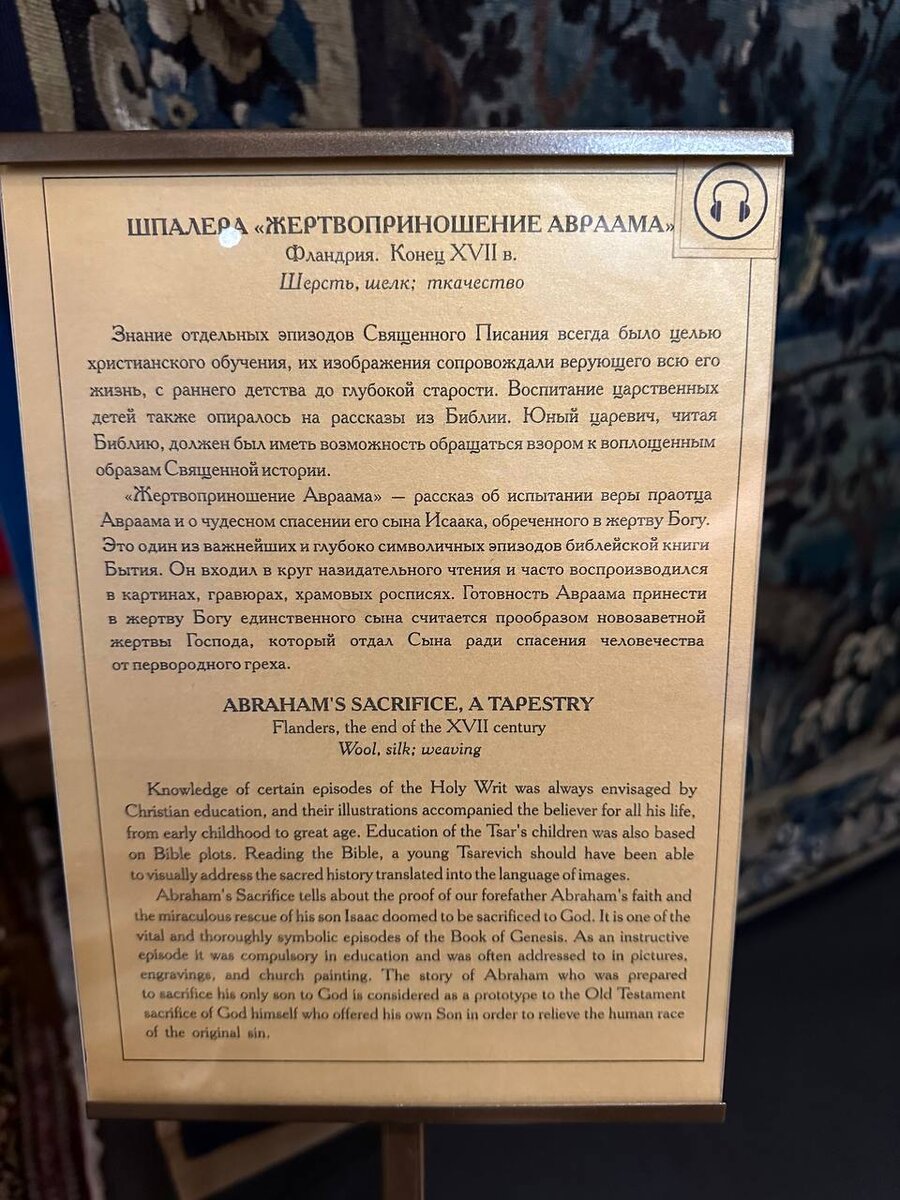 ШПАЛЕРА «ЖЕРТВОПРИНОШЕНИЕ АВРААМА»
Фландрия. Конец XVII в.
Шерсть, шелк; ткачество
Знание отдельных эпизодов Священного Писания всегда было целью
христианского обучения, их изображения сопровождали верующего всю его
жизнь, с раннего детства до глубокой старости. Воспитание царственных
детей также опиралось на рассказы из Библии. Юный царевич, читая
Библию, должен был иметь возможность обращаться взором к воплощенным
образам Священной истории.
«Жертвоприношение Авраама» — рассказ об испытании веры праотца
Авраама и о чудесном спасении его сына Исаака, обреченного в жертву Богу.
Это один из важнейших и глубоко символичных эпизодов библейской книги
Бытия. Он входил в круг назидательного чтения и часто воспроизводился
в картинах, гравюрах, храмовых росписях. Готовность Авраама принести
в жертву Богу единственного сына считается прообразом новозаветной
жертвы Господа, который отдал Сына ради спасения человечества
от первородного греха.
ABRAHAM'S SACRIFICE, A TAPESTRY
Flanders, the end of the XVII century
Wool, silk; weaving
Knowledge of certain episodes of the Holy Writ was always envisaged by
Christian education, and their illustrations accompanied the believer for all his life,
from early childhood to great age. Education of the Tsar's children was also based
on Bible plots. Reading the Bible, a young Tsarevich should have been able
to visually address the sacred history translated into the language of images.
Abraham's Sacrifice tells about the proof of our forefather Abraham's faith and
the miraculous rescue of his son Isaac doomed to be sacrificed to God. It is one of the
vital and thoroughly symbolic episodes of the Book of Genesis. As an instructive
episode it was compulsory in education and was often addressed to in pictures,
engravings, and church painting. The story of Abraham who was prepared
to sacrifice his only son to God is considered as a prototype to the Old Testament
sacrifice of God himself who offered his own Son in order to relieve the human race
of the original sin.